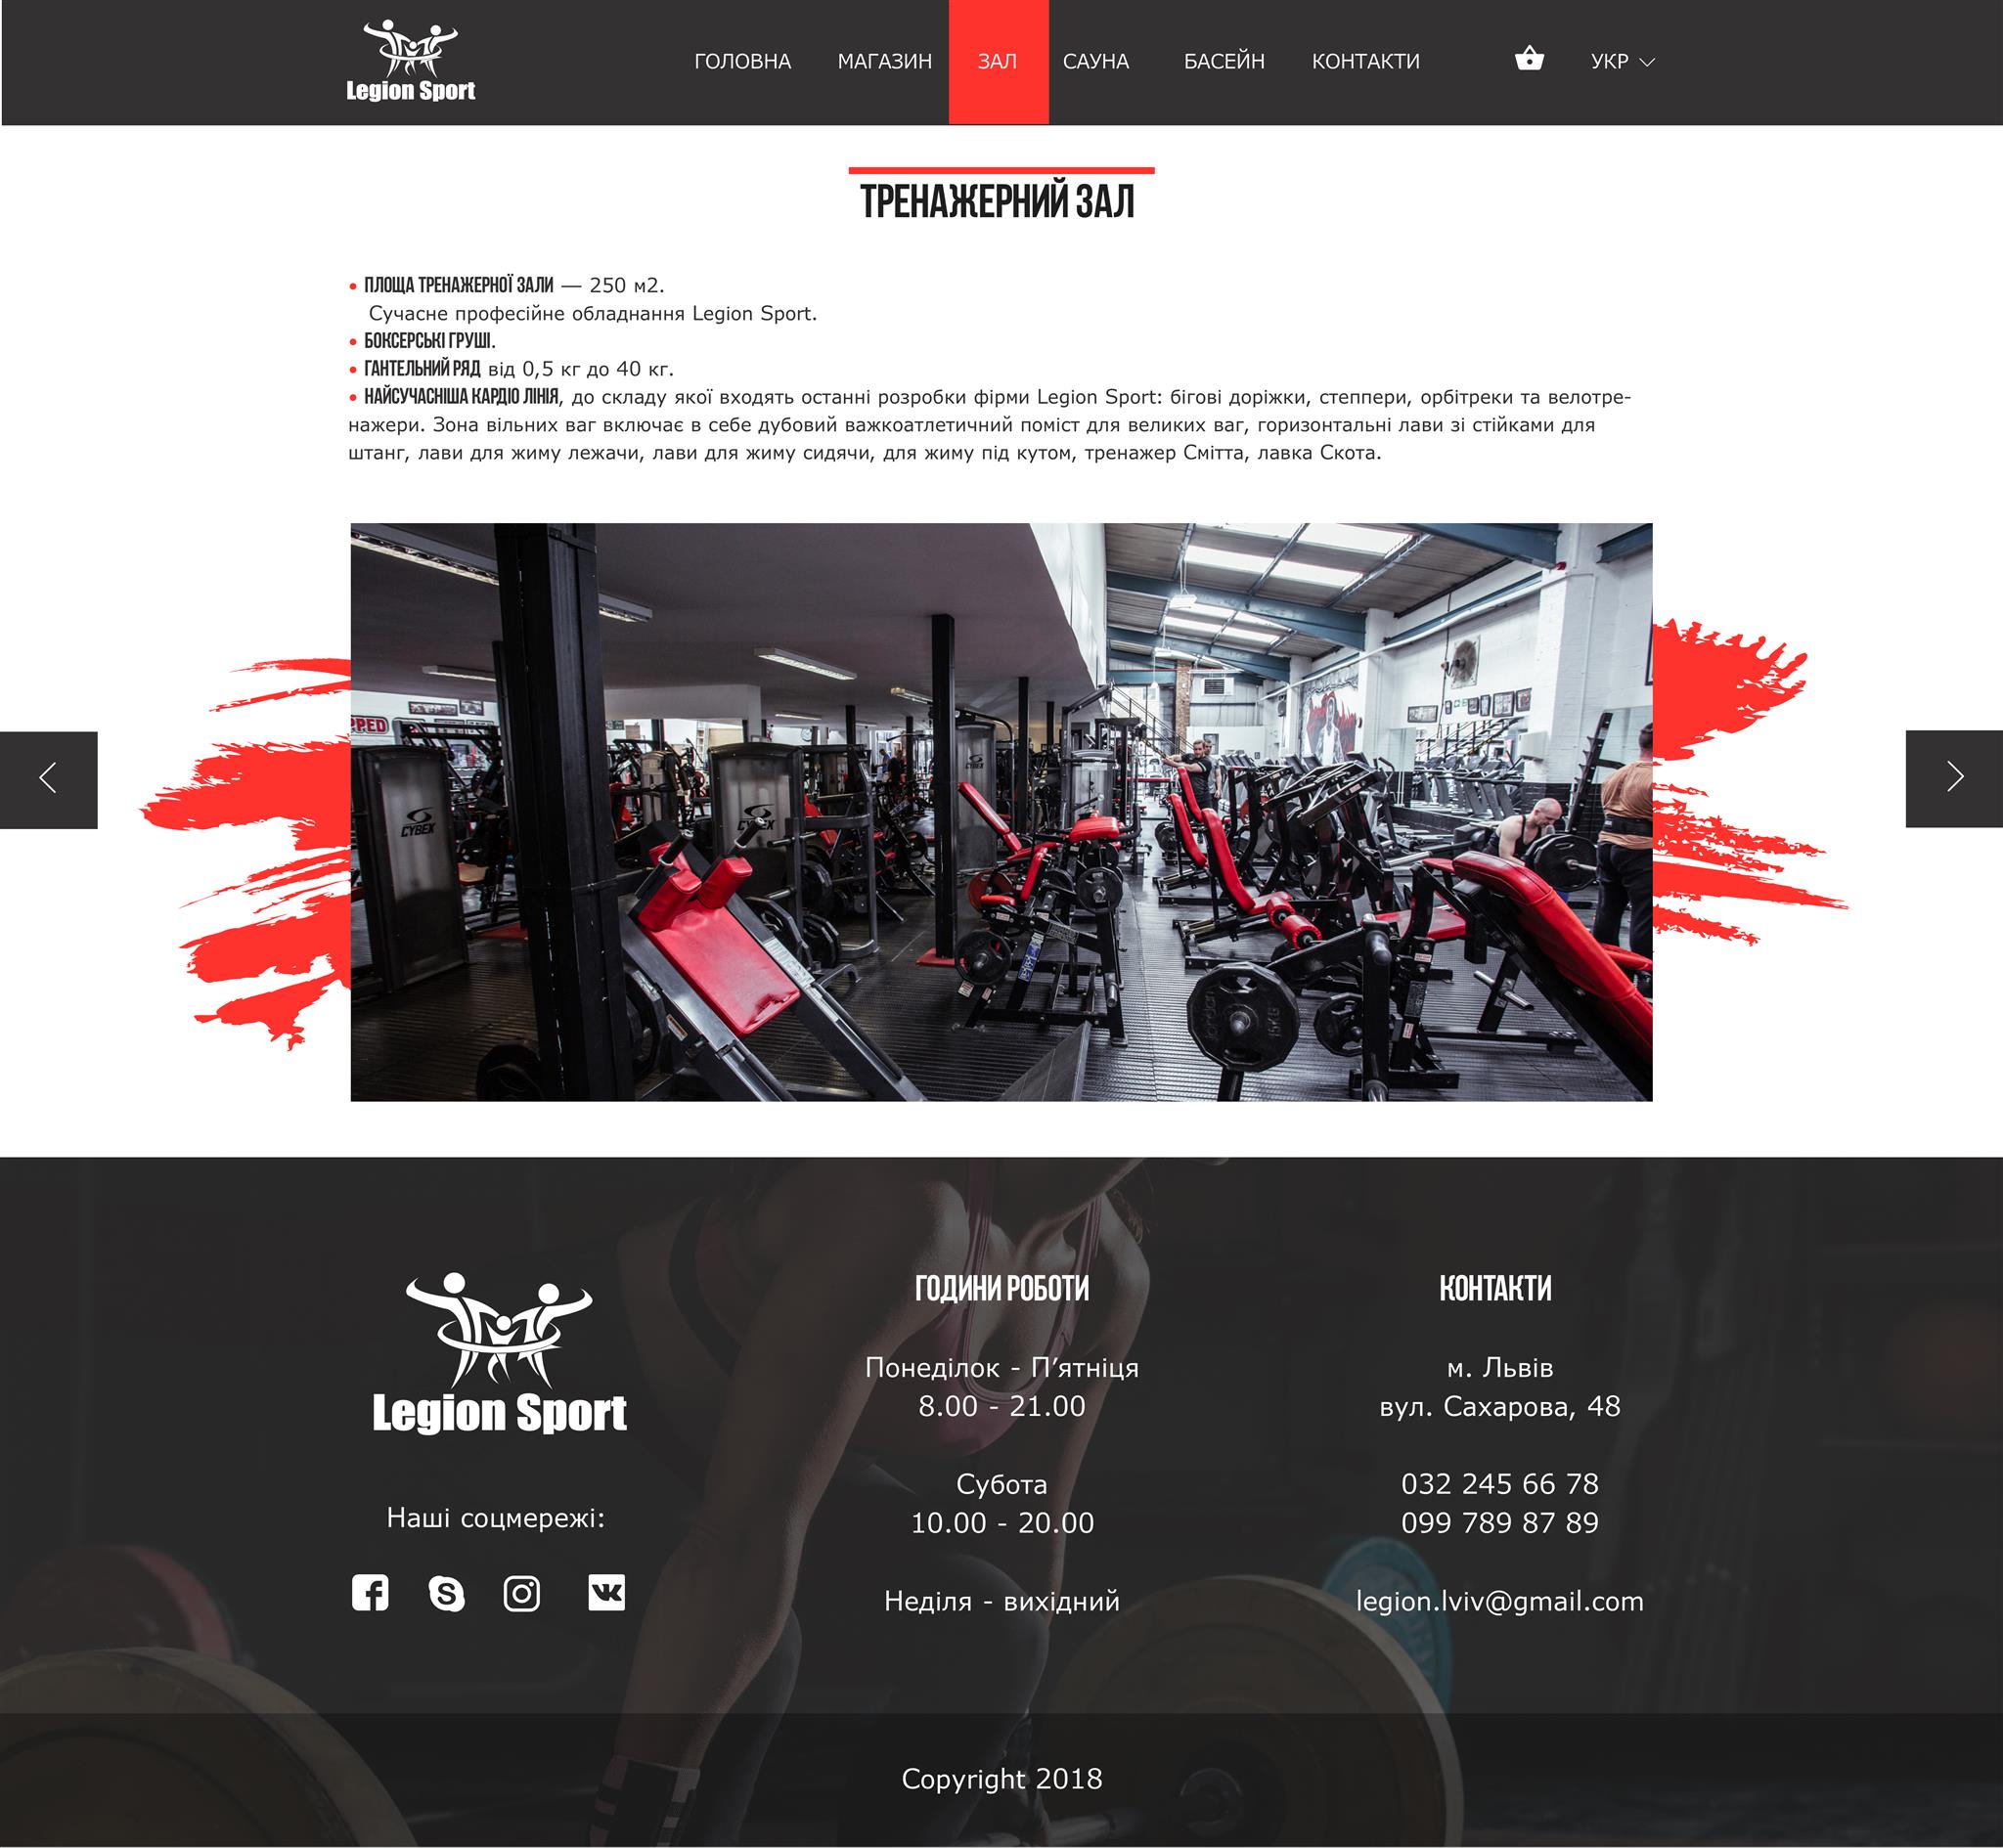 Legion Sport
ГОЛОВНА МАГАЗИН ЗАЛ САУНА БАСЕЙН КОНТАКТИ УКР
ТРЕНАЖЕРНИЙ ЗАЛ
• ПЛОЩА ТРЕНАЖЕРНОЇ ЗАЛИ — 250 м2.
Сучасне професійне обладнання Legion Sport.
• БОКСЕРСЬКІ ГРУШІ.
• ГАНТЕЛЬНИЙ РЯД від 0,5 кг до 40 кг.
• НАЙСУЧАСНІША КАРДІО ЛІНІЯ, до складу якої входять останні розробки фірми Legion Sport: бігові доріжки, степпери, орбітреки та велотре-
нажери. Зона вільних ваг включає в себе дубовий важкоатлетичний поміст для великих ваг, горизонтальні лави зі стійками для
штанг, лави для жиму лежачи, лави для жиму сидячи, для жиму під кутом, тренажер Смітта, лавка Скота.
PPED
CYBEX
CYBEX
CYBEX
Legion Sport
Наші соцмережі:
ГОДИНИ РОБОТИ
Понеділок - П’ятніця
8.00 - 21.00
Субота
10.00 - 20.00
Неділя - вихідний
КОНТАКТИ
м. Львів
вул. Сахарова, 48
032 245 66 78
099 789 87 89
legion.lviv@gmail.com
Copyright 2018